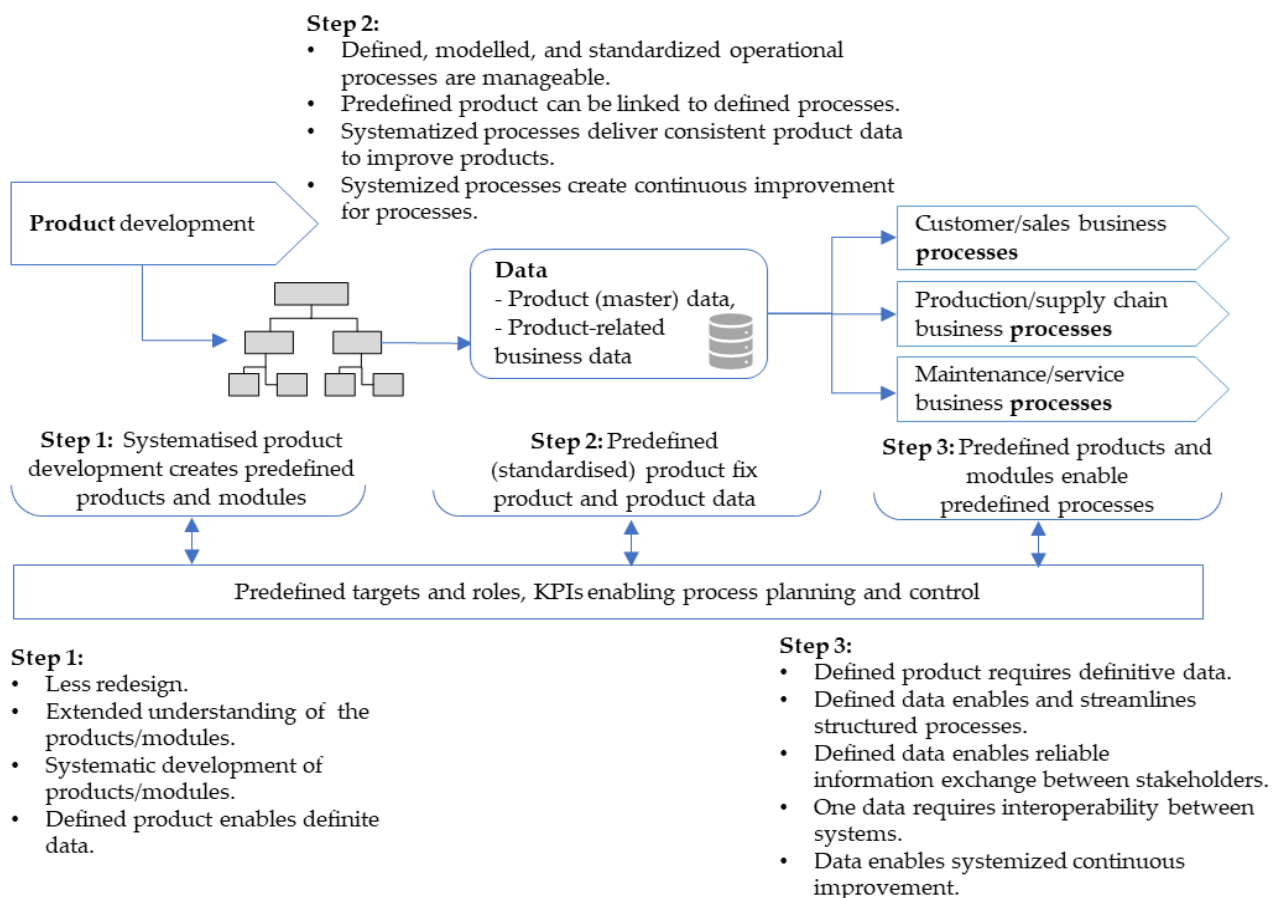 Step 2:
• Defined, modelled, and standardized operational
processes are manageable.
• Predefined product can be linked to defined processes.
• Systematized processes deliver consistent product data
to improve products.
• Systemized processes create continuous improvement
for processes.
Product development
Data
- Product (master) data,
- Product-related
business data
Customer/sales business
processes
Production/supply chain
business processes
Maintenance/service
business processes
Step 1: Systematised product
development creates predefined
products and modules
Step 2: Predefined
(standardised) product fix
product and product data
Step 3: Predefined products and
modules enable
predefined processes
Predefined targets and roles, KPIs enabling process planning and control
Step 1:
• Less redesign.
• Extended understanding of the
products/modules.
• Systematic development of
products/modules.
• Defined product enables definite
data.
Step 3:
• Defined product requires definitive data.
• Defined data enables and streamlines
structured processes.
• Defined data enables reliable
information exchange between stakeholders.
• One data requires interoperability between
systems.
• Data enables systemized continuous
improvement.